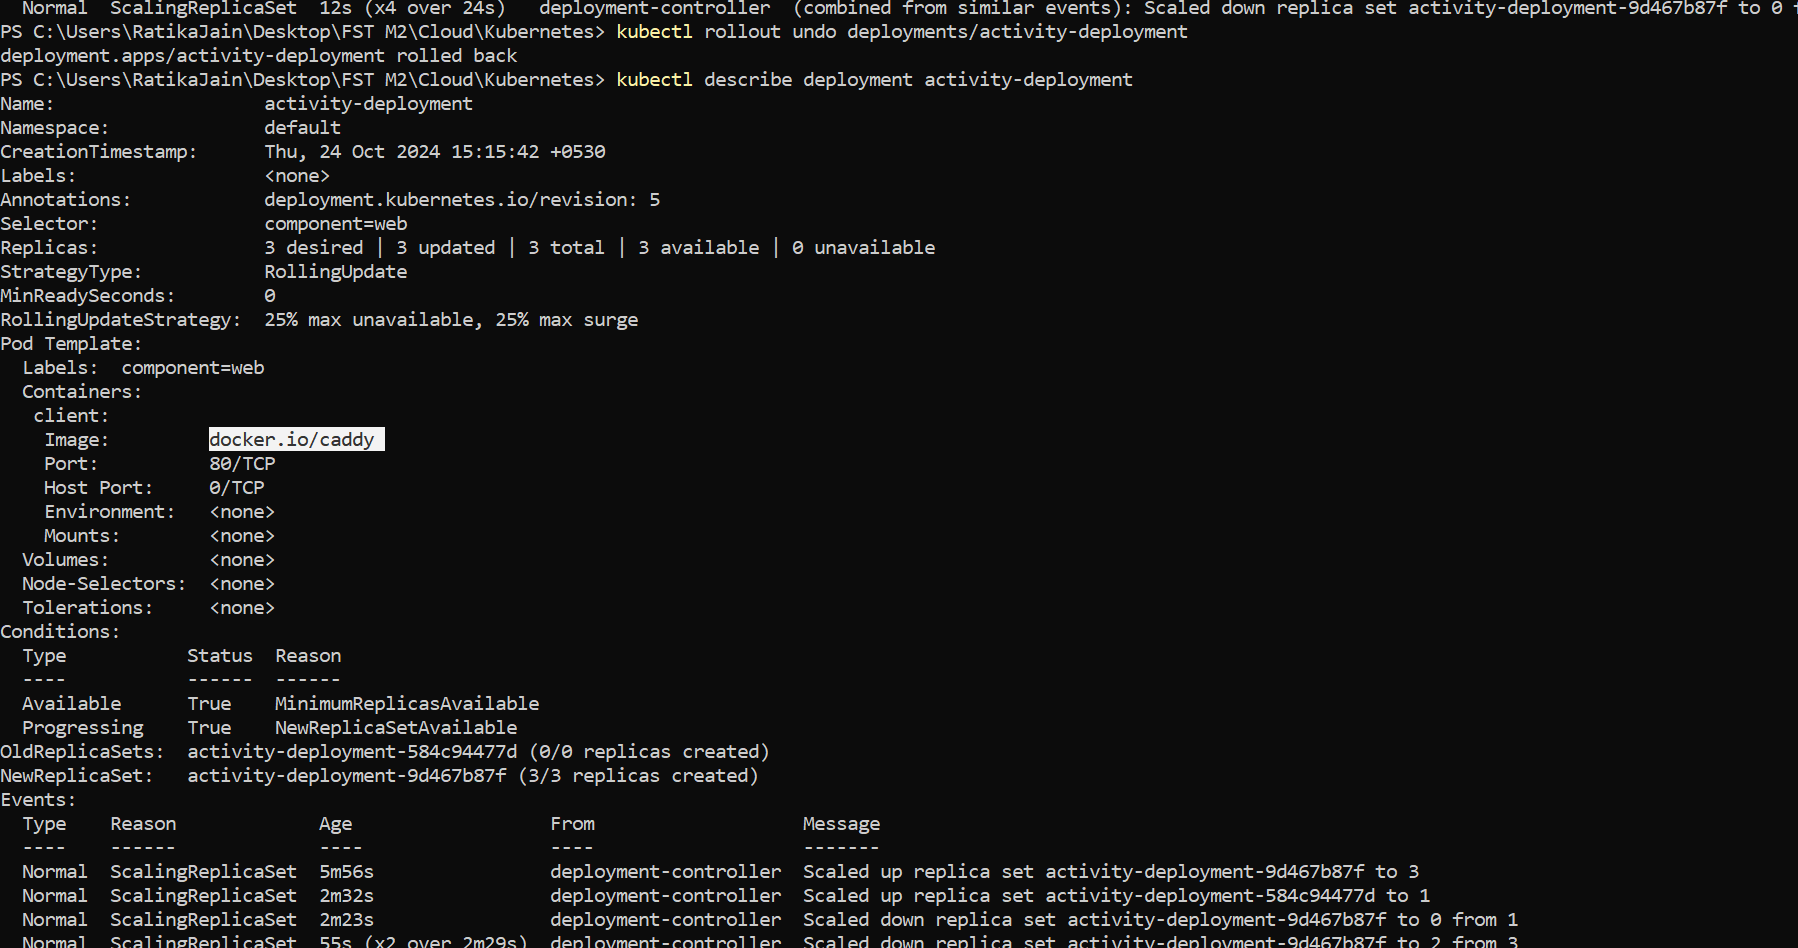 Normal  ScalingReplicaSet  12s (x4 over 24s)   deployment-controller  (combined from similar events): Scaled down replica set activity-deployment-9d467b87f to 0
PS C:\Users\RatikaJain\Desktop\FST M2\Cloud\Kubernetes> kubectl rollout undo deployments/activity-deployment
deployment.apps/activity-deployment rolled back
PS C:\Users\RatikaJain\Desktop\FST M2\Cloud\Kubernetes> kubectl describe deployment activity-deployment
Name:                   activity-deployment
Namespace:              default
CreationTimestamp:      Thu, 24 Oct 2024 15:15:42 +0530
Labels:                 <none>
Annotations:            deployment.kubernetes.io/revision: 5
Selector:               component=web
Replicas:               3 desired | 3 updated | 3 total | 3 available | 0 unavailable
StrategyType:           RollingUpdate
MinReadySeconds:        0
RollingUpdateStrategy:  25% max unavailable, 25% max surge
Pod Template:
  Labels:  component=web
  Containers:
   client:
    Image:         docker.io/caddy
    Port:          80/TCP
    Host Port:     0/TCP
    Environment:   <none>
    Mounts:        <none>
  Volumes:         <none>
  Node-Selectors:  <none>
  Tolerations:     <none>
Conditions:
  Type           Status  Reason
  ----           ------  ------
  Available      True    MinimumReplicasAvailable
  Progressing    True    NewReplicaSetAvailable
OldReplicaSets:  activity-deployment-584c94477d (0/0 replicas created)
NewReplicaSet:   activity-deployment-9d467b87f (3/3 replicas created)
Events:
  Type    Reason             Age                  From                   Message
  ----    ------             ----                 ----                   -------
  Normal  ScalingReplicaSet  5m56s                deployment-controller  Scaled up replica set activity-deployment-9d467b87f to 3
  Normal  ScalingReplicaSet  2m32s                deployment-controller  Scaled up replica set activity-deployment-584c94477d to 1
  Normal  ScalingReplicaSet  2m23s                deployment-controller  Scaled down replica set activity-deployment-9d467b87f to 0 from 1
  Normal  ScalingReplicaSet  55s (x2 over 2m29s)  deployment-controller  Scaled down replica set activity-deployment-9d467b87f to 2 from 3